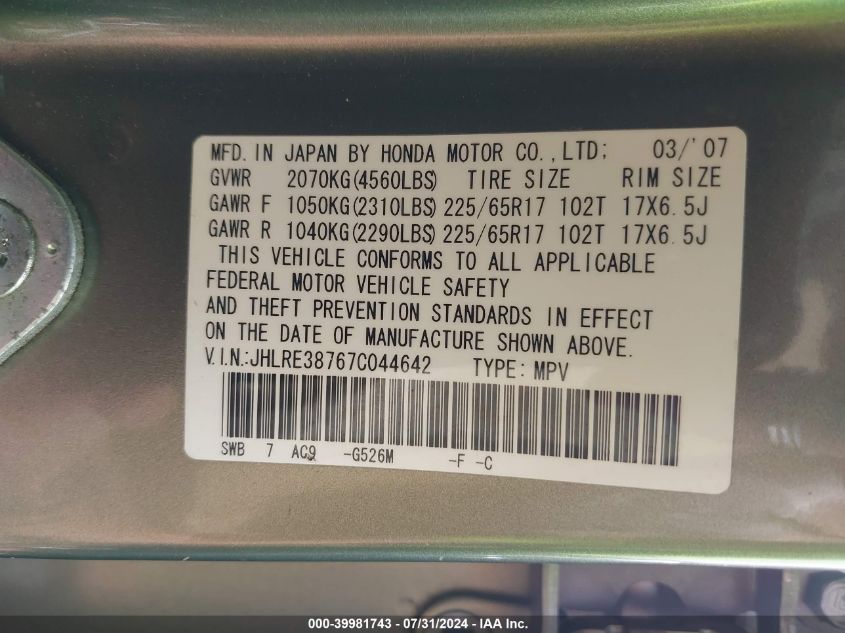 MFD. IN JAPAN BY HONDA MOTOR CO.,LTD; 03/'07
GVWR 2070KG(4560LBS) TIRE SIZE RIM SIZE
GAWR F 1050KG(2310LBS) 225/65R17 102T 17X6.5J
GAWR R 1040KG(2290LBS) 225/65R17 102T 17X6.5J
THIS VEHICLE CONFORMS TO ALL APPLICABLE
FEDERAL MOTOR VEHICLE SAFETY
AND THEFT PREVENTION STANDARDS IN EFFECT
ON THE DATE OF MANUFACTURE SHOWN ABOVE.
V.I.N.:JHLRE38767C044642 TYPE: MPV
SWB 7 AC9 -G526M -F -C
000-39981743 - 07/31/2024 - IAA Inc.